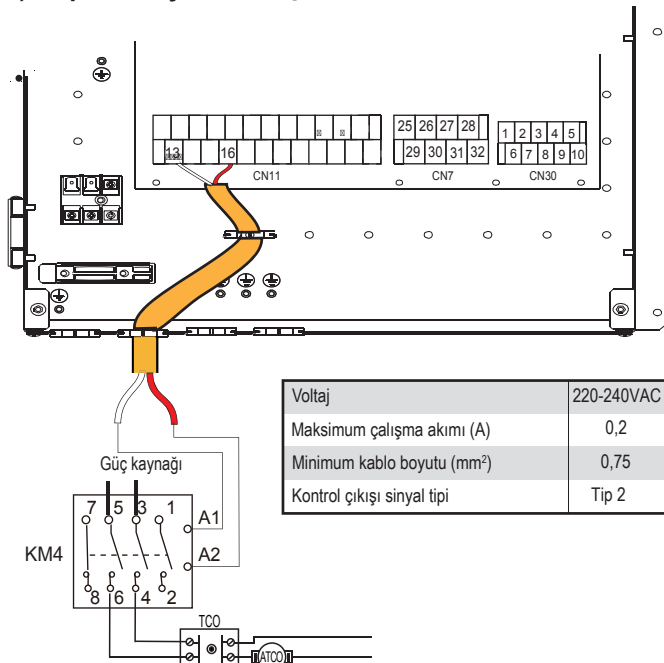 25 26 27 28
1 2 3 4 5
13 16
29 30 31 32
6 7 8 9 10
CN11
CN7
CN30
Voltaj 220-240VAC
Maksimum çalışma akımı (A) 0,2
Minimum kablo boyutu (mm²) 0,75
Kontrol çıkışı sinyal tipi Tip 2
Güç kaynağı
7 5 3 1
A1
KM4
A2
8 6 4 2
TCO
ATCO